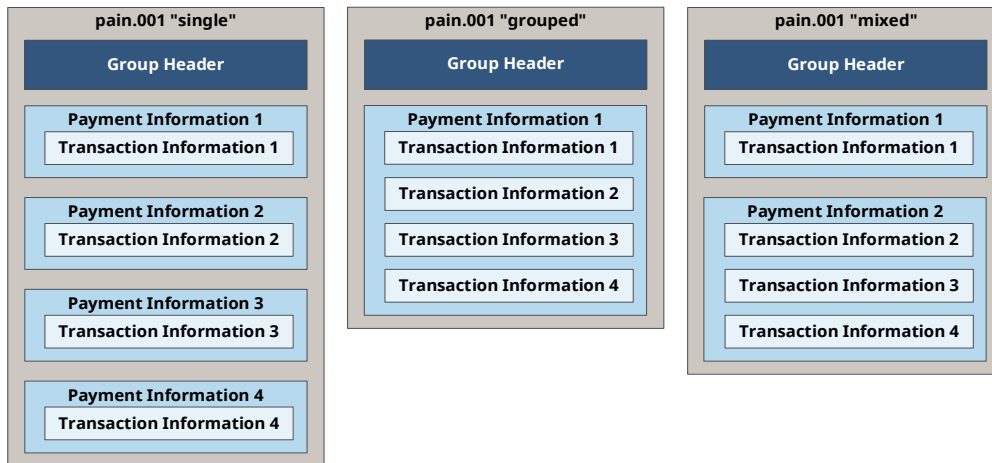 pain.001 "single"
Group Header
Payment Information 1
Transaction Information 1
Payment Information 2
Transaction Information 2
Payment Information 3
Transaction Information 3
Payment Information 4
Transaction Information 4
pain.001 "grouped"
Group Header
Payment Information 1
Transaction Information 1
Transaction Information 2
Transaction Information 3
Transaction Information 4
pain.001 "mixed"
Group Header
Payment Information 1
Transaction Information 1
Payment Information 2
Transaction Information 2
Transaction Information 3
Transaction Information 4